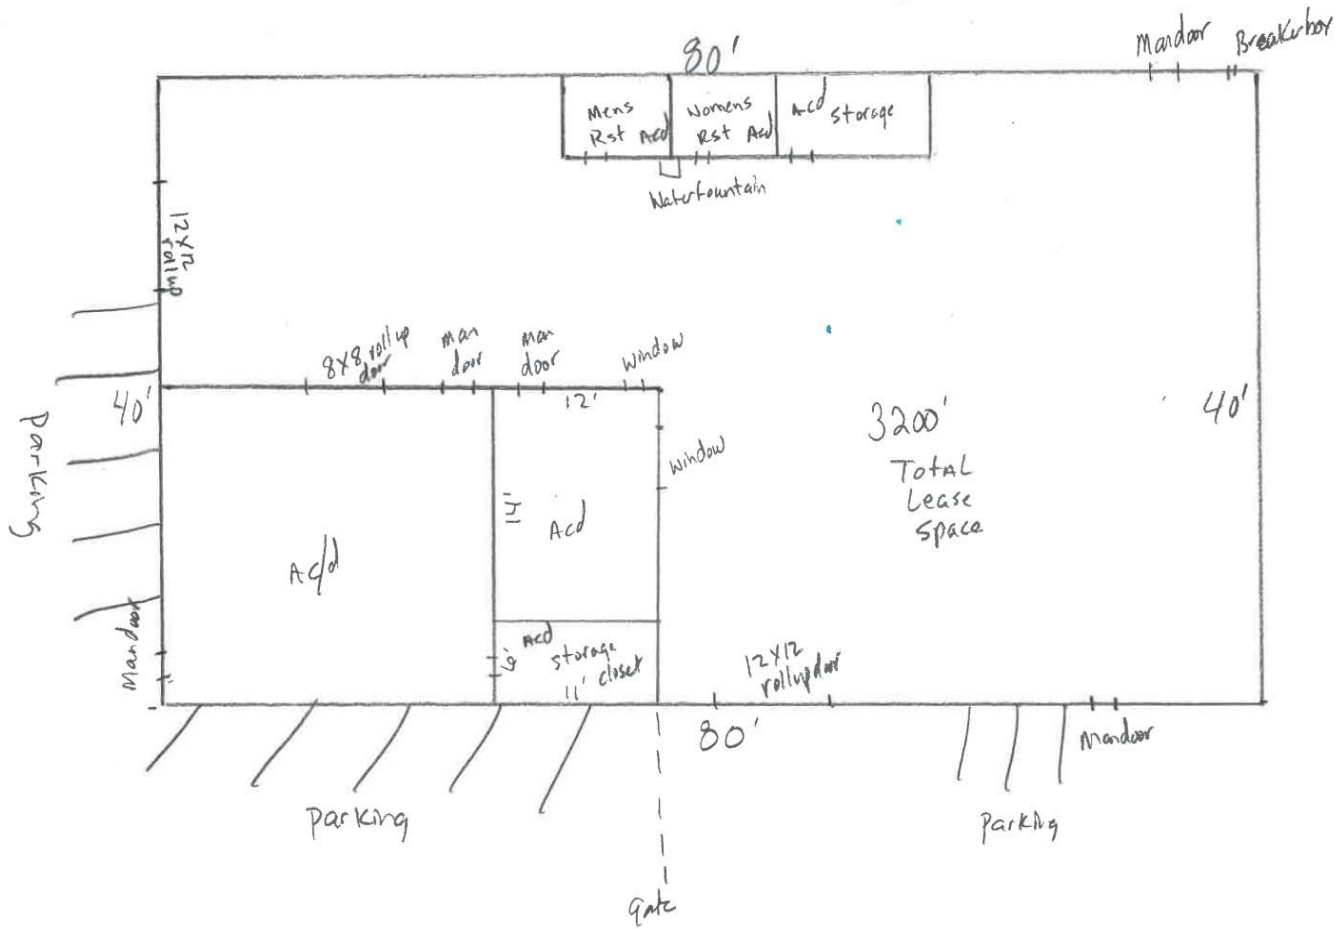 80'
Mandoor
Breakerbox
Mens
Rst Acd
Womens
Rst Acd
Acd
Storage
Waterfountain
12X12
rollup
8X8 rollup
door
Man
door
Man
door
Window
40'
12'
Window
3200'
Total
Lease
Space
40'
Parking
14'
Acd
Ac/d
Mandoor
Acd
6'
Storage
11' closet
12X12
rollupdoor
80'
Mandoor
Parking
Parking
gate